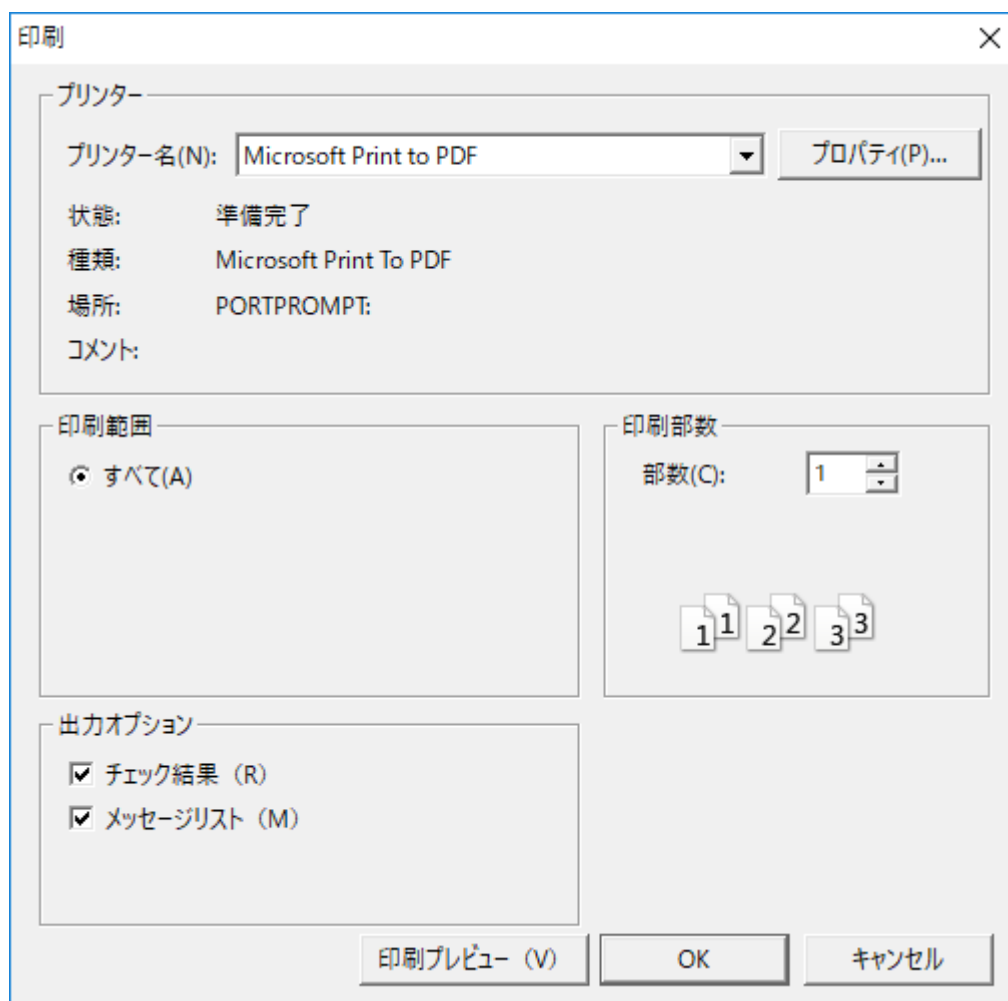 印刷
プリンター
プリンター名(N): Microsoft Print to PDF プロパティ(P)...
状態: 準備完了
種類: Microsoft Print To PDF
場所: PORTPROMPT:
コメント:
印刷範囲
すべて(A)
印刷部数
部数(C): 1
1 1 2 2 3 3
出力オプション
チェック結果（R）
メッセージリスト（M）
印刷プレビュー（V） OK キャンセル